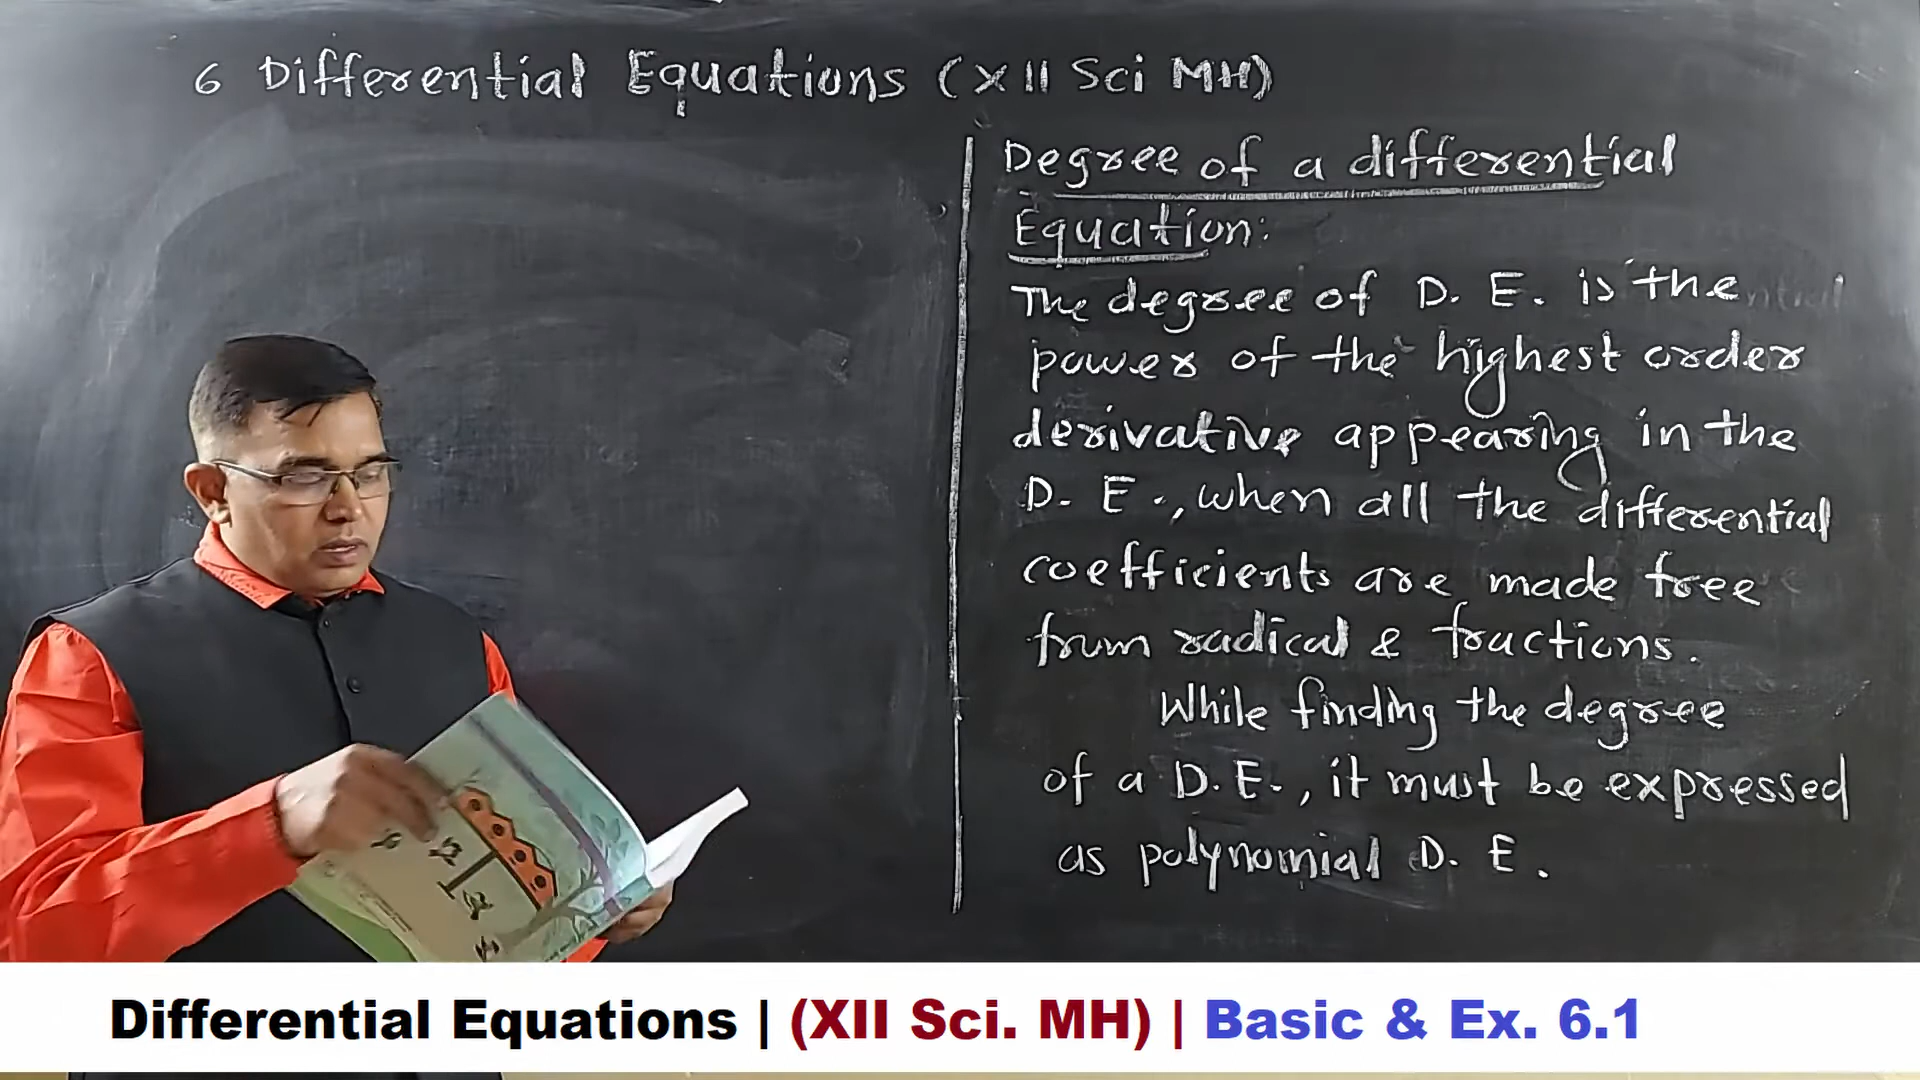 6 Differential Equations (XII Sci MH)
Degree of a differential
Equation:
The degree of D. E. is the
power of the highest order
derivative appearing in the
D. E., when all the differential
coefficients are made free
from radical & fractions.
While finding the degree
of a D.E., it must be expressed
as polynomial D. E.
Differential Equations | (XII Sci. MH) | Basic & Ex. 6.1